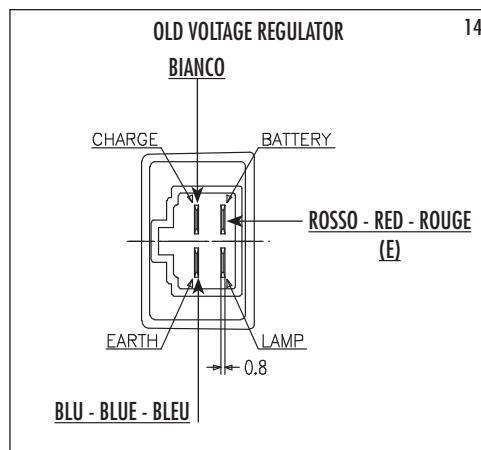 OLD VOLTAGE REGULATOR
14
BIANCO
CHARGE
BATTERY
ROSSO - RED - ROUGE
(E)
EARTH
LAMP
0.8
BLU - BLUE - BLEU